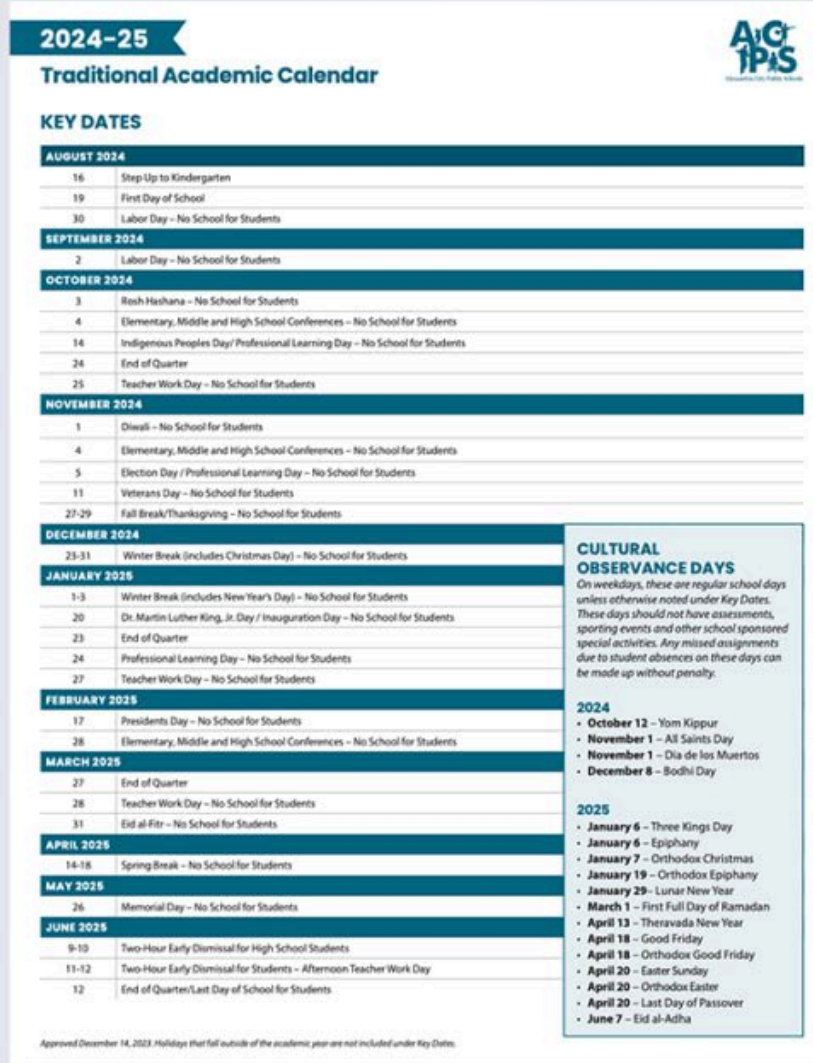 2024-25
ACPS
Traditional Academic Calendar
Alexandria City Public Schools
KEY DATES
AUGUST 2024
16 Step Up to Kindergarten
19 First Day of School
30 Labor Day – No School for Students
SEPTEMBER 2024
2 Labor Day – No School for Students
OCTOBER 2024
3 Rosh Hashana – No School for Students
4 Elementary, Middle and High School Conferences – No School for Students
14 Indigenous Peoples Day/ Professional Learning Day – No School for Students
24 End of Quarter
25 Teacher Work Day – No School for Students
NOVEMBER 2024
1 Diwali – No School for Students
4 Elementary, Middle and High School Conferences – No School for Students
5 Election Day / Professional Learning Day – No School for Students
11 Veterans Day – No School for Students
27-29 Fall Break/Thanksgiving – No School for Students
DECEMBER 2024
23-31 Winter Break (includes Christmas Day) – No School for Students
JANUARY 2025
1-3 Winter Break (includes New Year's Day) – No School for Students
20 Dr. Martin Luther King, Jr. Day / Inauguration Day – No School for Students
23 End of Quarter
24 Professional Learning Day – No School for Students
27 Teacher Work Day – No School for Students
FEBRUARY 2025
17 Presidents Day – No School for Students
28 Elementary, Middle and High School Conferences – No School for Students
MARCH 2025
27 End of Quarter
28 Teacher Work Day – No School for Students
31 Eid al-Fitr – No School for Students
APRIL 2025
14-18 Spring Break – No School for Students
MAY 2025
26 Memorial Day – No School for Students
JUNE 2025
9-10 Two-Hour Early Dismissal for High School Students
11-12 Two-Hour Early Dismissal for Students – Afternoon Teacher Work Day
12 End of Quarter/Last Day of School for Students
CULTURAL
OBSERVANCE DAYS
On weekdays, these are regular school days
unless otherwise noted under Key Dates.
These days should not have assessments,
sporting events and other school sponsored
special activities. Any missed assignments
due to student absences on these days can
be made up without penalty.
2024
• October 12 – Yom Kippur
• November 1 – All Saints Day
• November 1 – Dia de los Muertos
• December 8 – Bodhi Day
2025
• January 6 – Three Kings Day
• January 6 – Epiphany
• January 7 – Orthodox Christmas
• January 19 – Orthodox Epiphany
• January 29– Lunar New Year
• March 1 – First Full Day of Ramadan
• April 13 – Theravada New Year
• April 18 – Good Friday
• April 18 – Orthodox Good Friday
• April 20 – Easter Sunday
• April 20 – Orthodox Easter
• April 20 – Last Day of Passover
• June 7 – Eid al-Adha
Approved December 14, 2023. Holidays that fall outside of the academic year are not included under Key Dates.